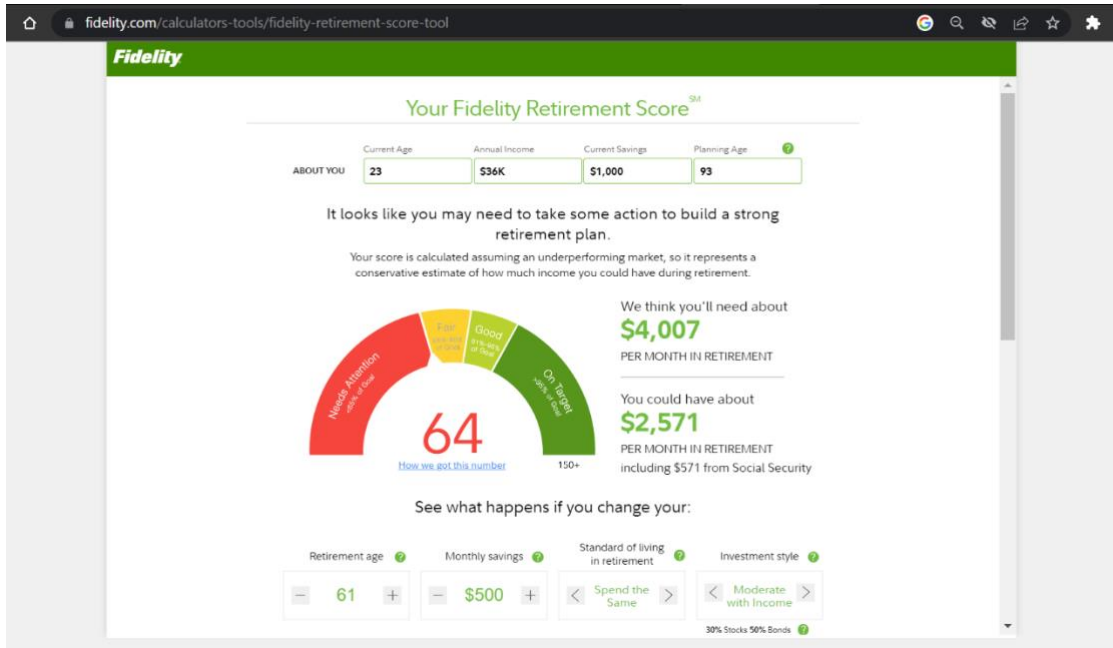 fidelity.com/calculators-tools/fidelity-retirement-score-tool
Fidelity
Your Fidelity Retirement Score SM
Current Age Annual Income Current Savings Planning Age ?
ABOUT YOU 23 $36K $1,000 93
It looks like you may need to take some action to build a strong
retirement plan.
Your score is calculated assuming an underperforming market, so it represents a
conservative estimate of how much income you could have during retirement.
Needs Attention
of Goal
Fair
Good
of Goal
On Target
>95% of Goal
64
How we got this number
150+
We think you'll need about
$4,007
PER MONTH IN RETIREMENT
You could have about
$2,571
PER MONTH IN RETIREMENT
including $571 from Social Security
See what happens if you change your:
Retirement age ?
− 61 +
Monthly savings ?
− $500 +
Standard of living
in retirement ?
< Spend the >
Same
Investment style ?
< Moderate >
with Income
30% Stocks 50% Bonds ?